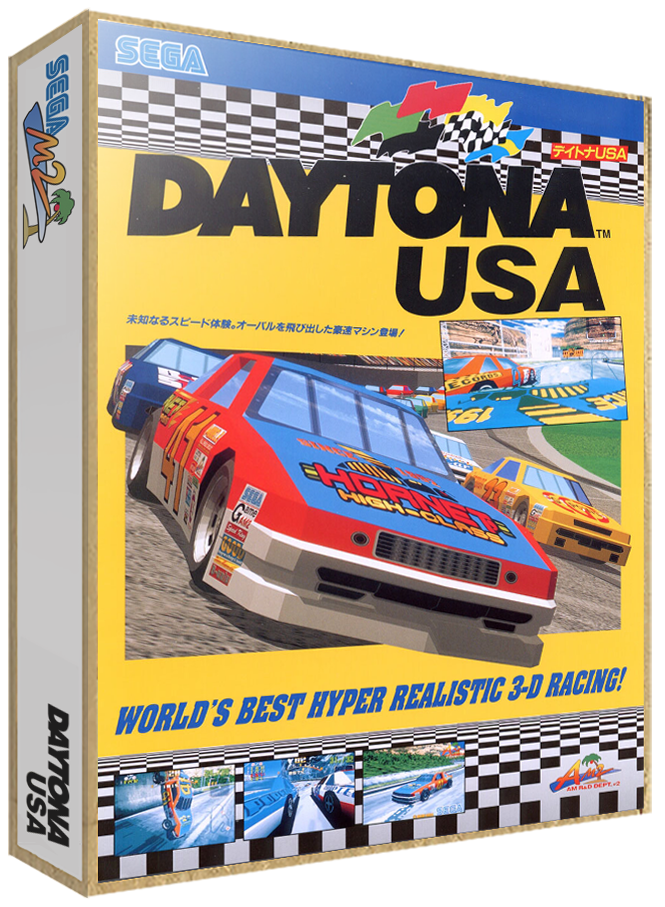 SEGA
デイトナUSA
DAYTONA
USA
TM
未知なるスピード体験。オーバルを飛び出した豪速マシン登場！
HORNET
HIGH-CLASS
41
SEGA
GAME
WORLD'S BEST HYPER REALISTIC 3-D RACING!
AM2
AM R&D DEPT. #2
SEGA
M2
DAYTONA
USA